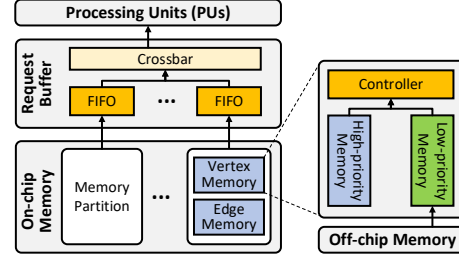 Processing Units (PUs)
Request
Buffer
Crossbar
FIFO
...
FIFO
On-chip
Memory
Memory
Partition
...
Vertex
Memory
Edge
Memory
Controller
High-priority
Memory
Low-priority
Memory
Off-chip Memory